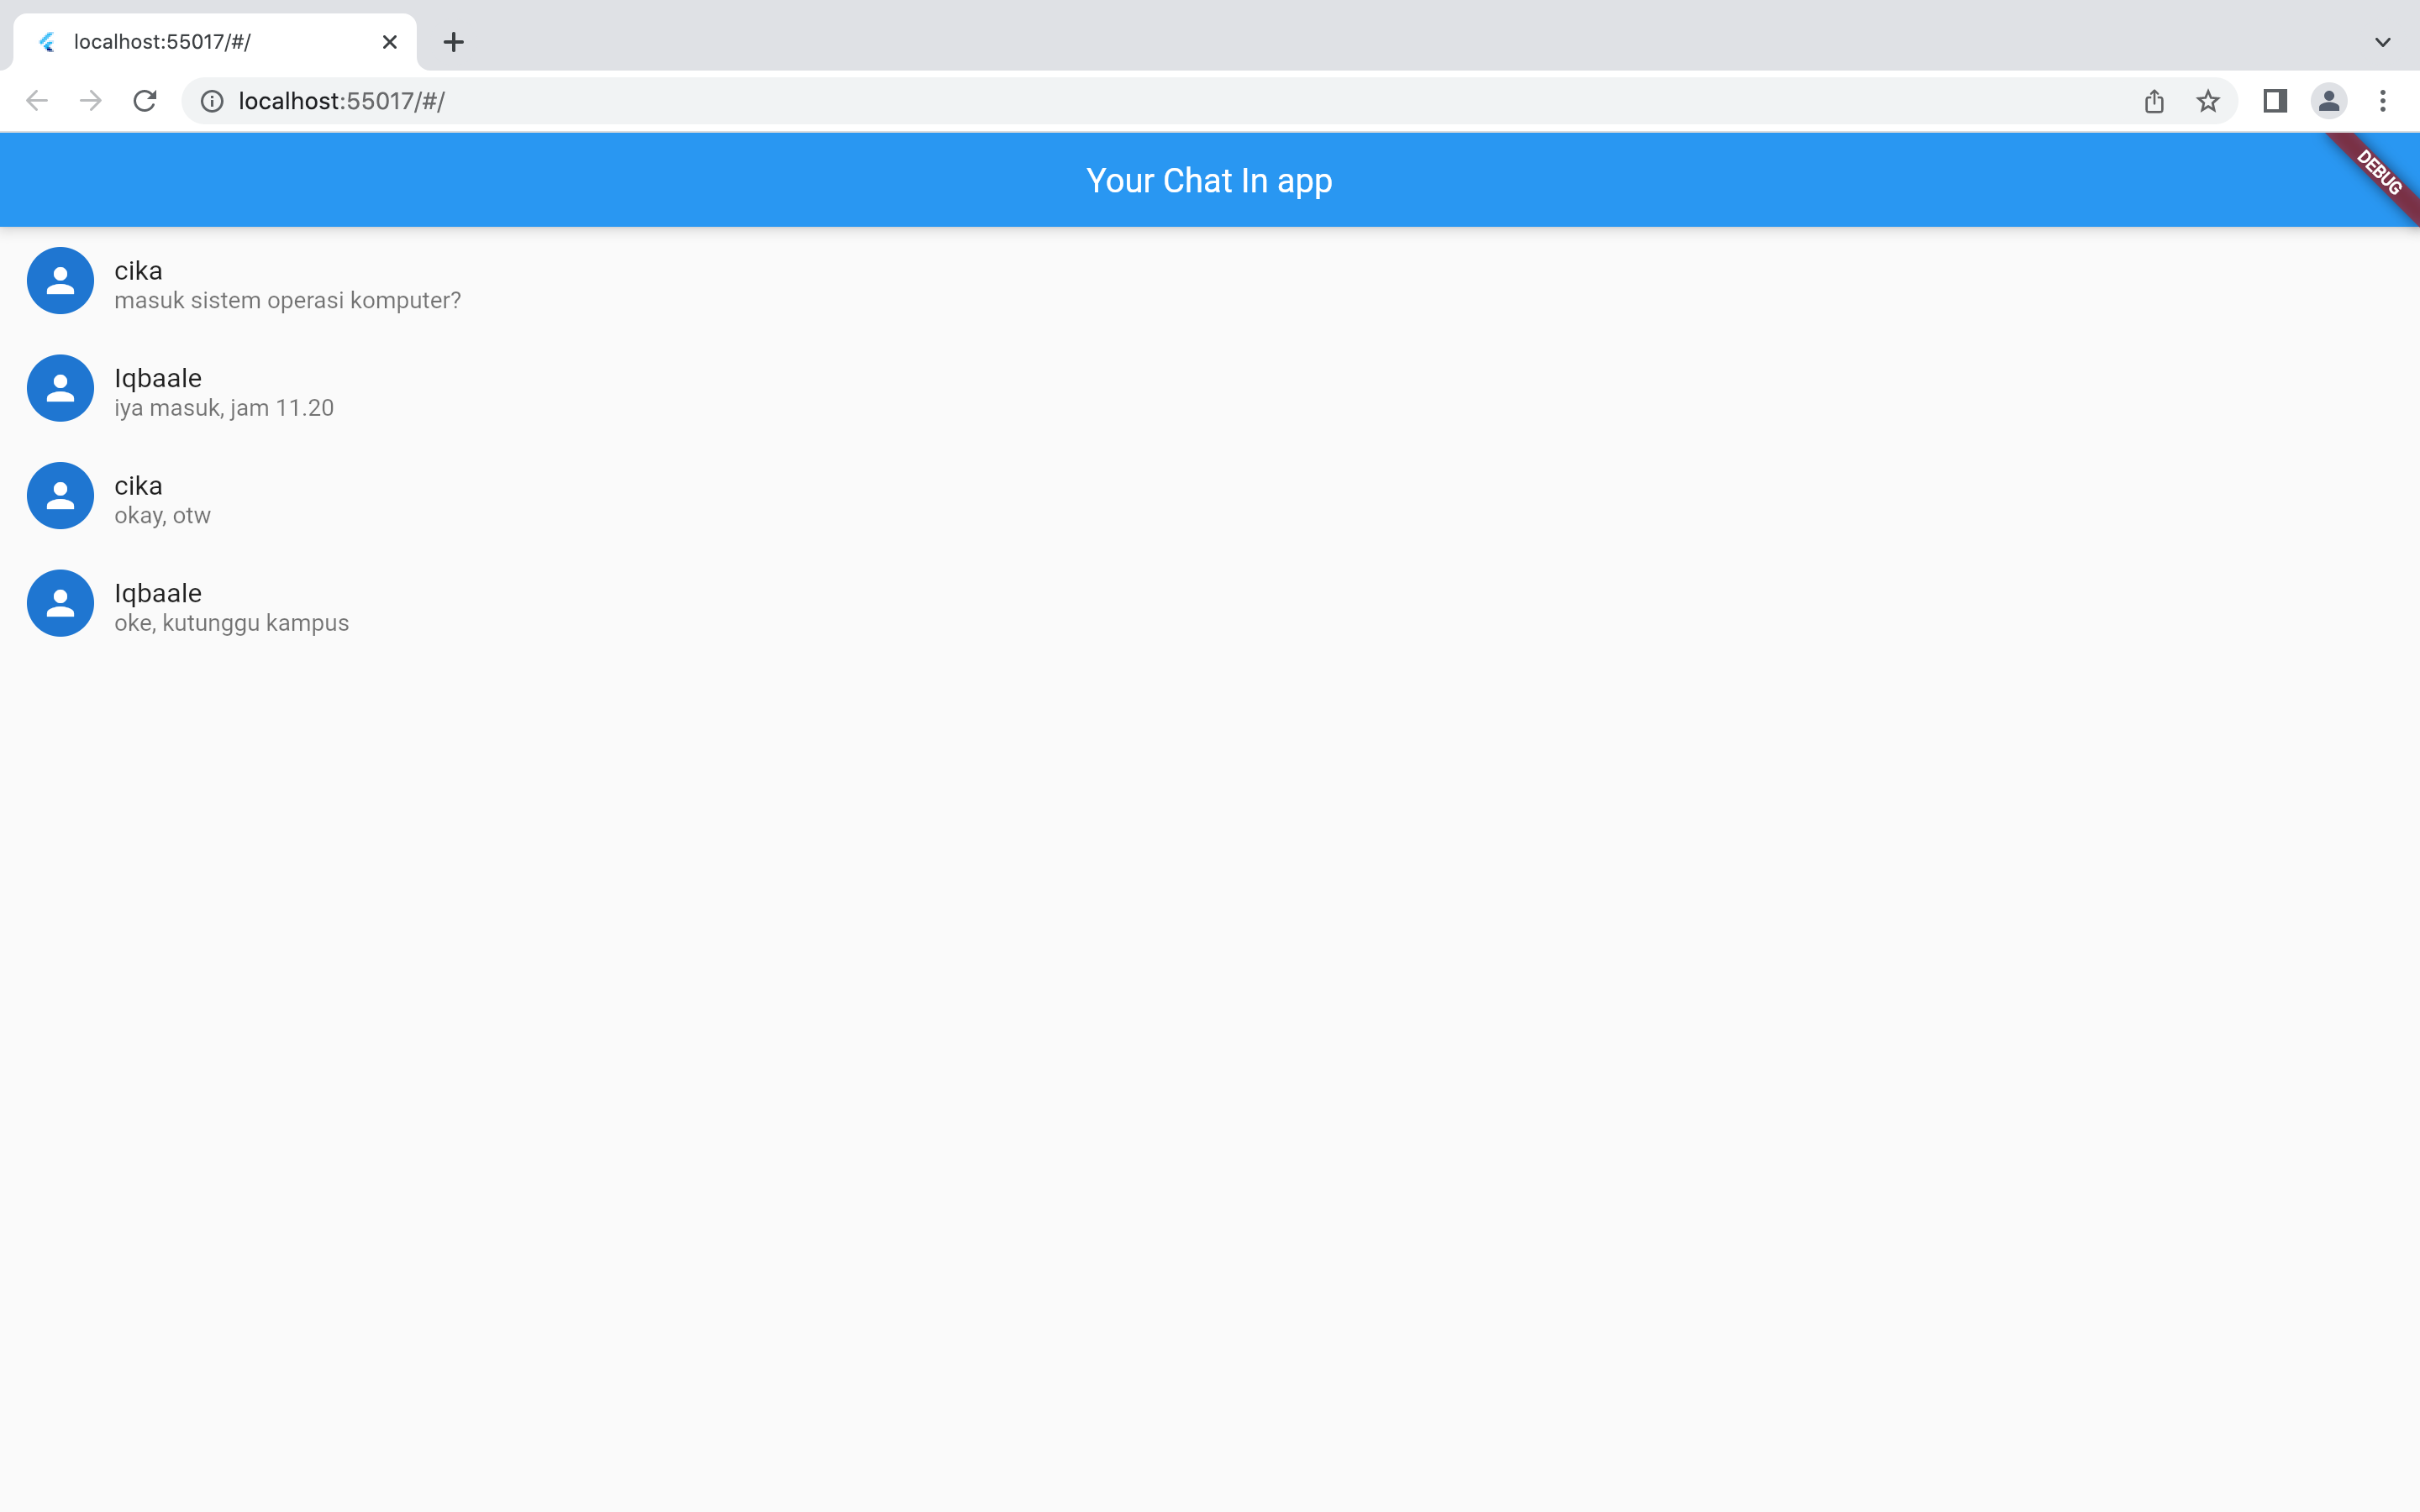 localhost:55017/#/
localhost:55017/#/
Your Chat In app
DEBUG
cika
masuk sistem operasi komputer?
Iqbaale
iya masuk, jam 11.20
cika
okay, otw
Iqbaale
oke, kutunggu kampus